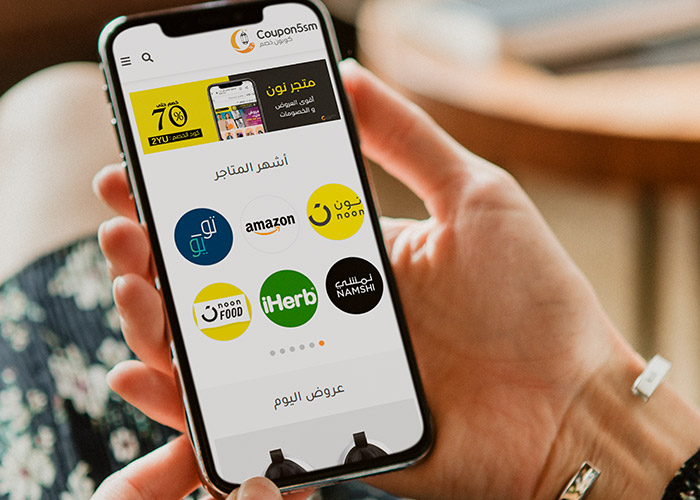 Coupon5sm
كوبون خصم
متجر نون
أقوى العروض
و الخصومات
خصم حتى
70%
كود الخصم : 2YU
أشهر المتاجر
تو
يو
amazon
نون
noon
noon
FOOD
iHerb
نمشي
NAMSHI
عروض اليوم